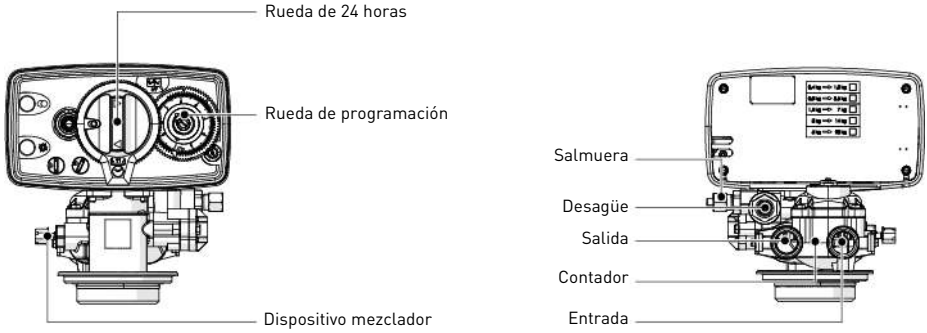 Rueda de 24 horas
Rueda de programación
Dispositivo mezclador
Salmuera
Desagüe
Salida
Contador
Entrada